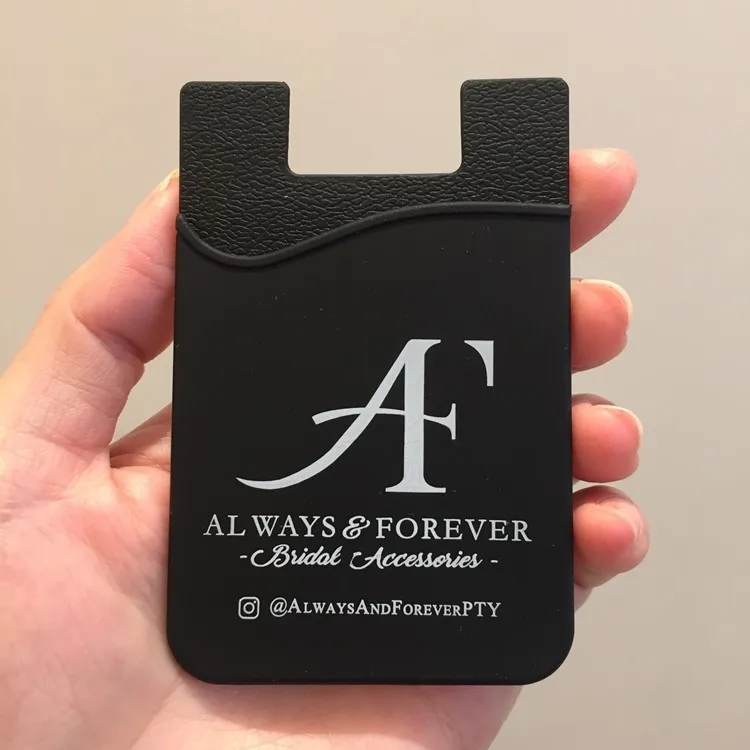 AF
ALWAYS & FOREVER
- Bridal Accessories -
@ALWAYSANDFOREVERPTY